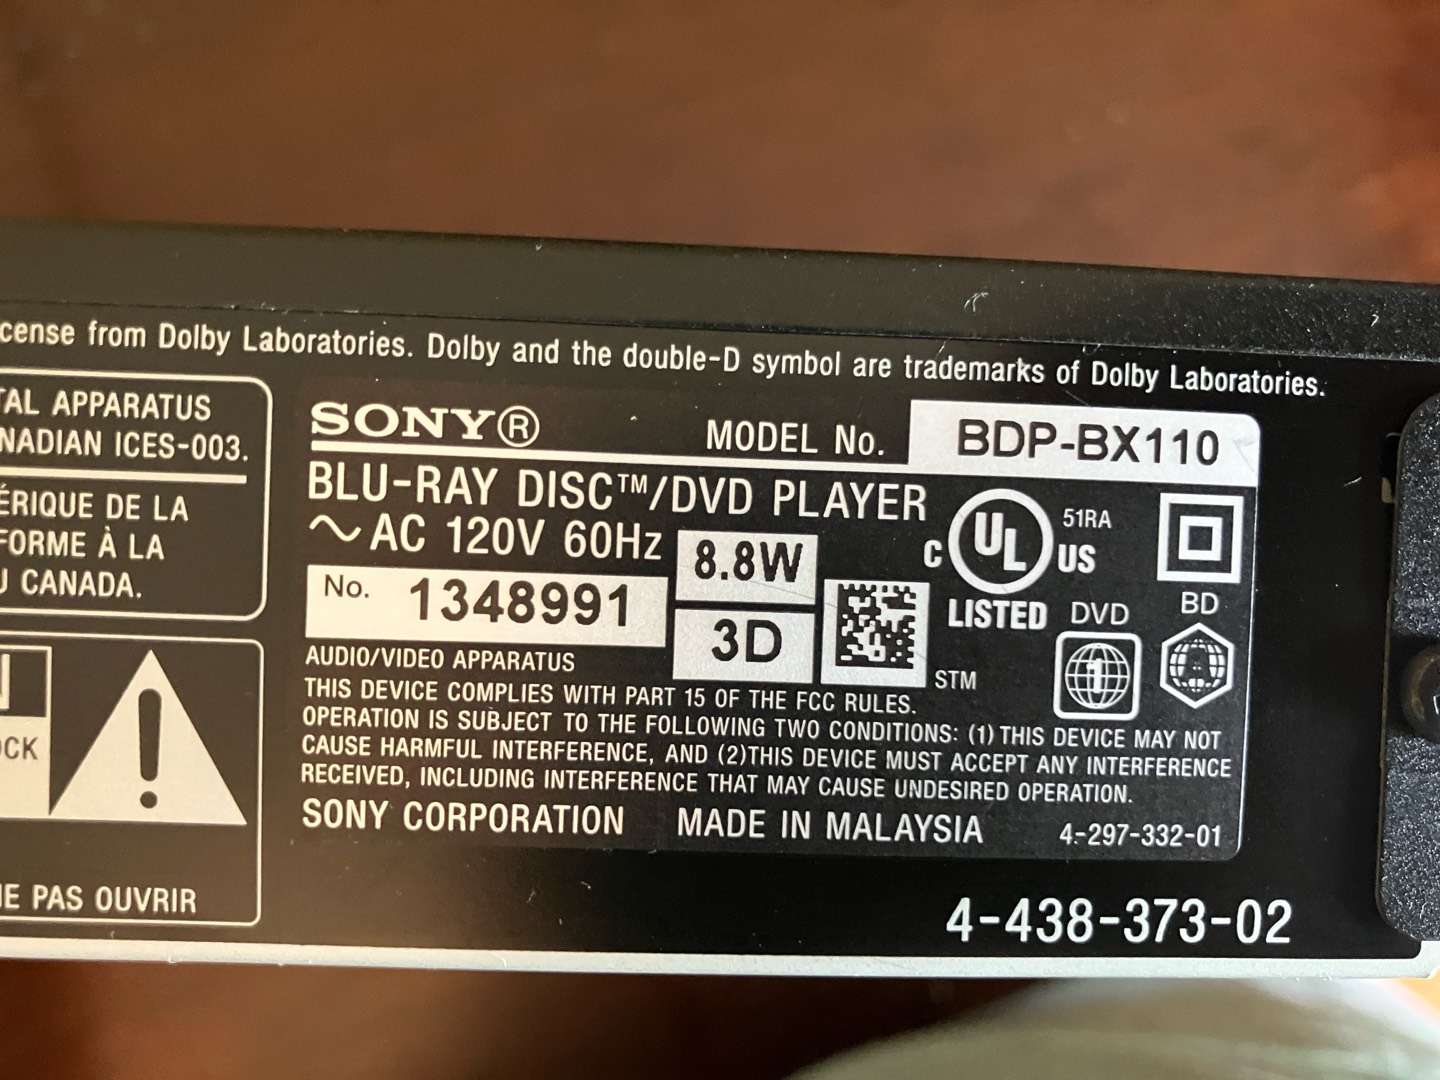 cense from Dolby Laboratories. Dolby and the double-D symbol are trademarks of Dolby Laboratories.
TAL APPARATUS
NADIAN ICES-003.
ÉRIQUE DE LA
FORME À LA
U CANADA.
N
OCK
NE PAS OUVRIR
SONY®
MODEL No. BDP-BX110
BLU-RAY DISC™/DVD PLAYER
~ AC 120V 60Hz
8.8W
No. 1348991
3D
C UL US
51RA
LISTED
DVD
1
BD
A
STM
AUDIO/VIDEO APPARATUS
THIS DEVICE COMPLIES WITH PART 15 OF THE FCC RULES.
OPERATION IS SUBJECT TO THE FOLLOWING TWO CONDITIONS: (1) THIS DEVICE MAY NOT
CAUSE HARMFUL INTERFERENCE, AND (2)THIS DEVICE MUST ACCEPT ANY INTERFERENCE
RECEIVED, INCLUDING INTERFERENCE THAT MAY CAUSE UNDESIRED OPERATION.
SONY CORPORATION MADE IN MALAYSIA 4-297-332-01
4-438-373-02